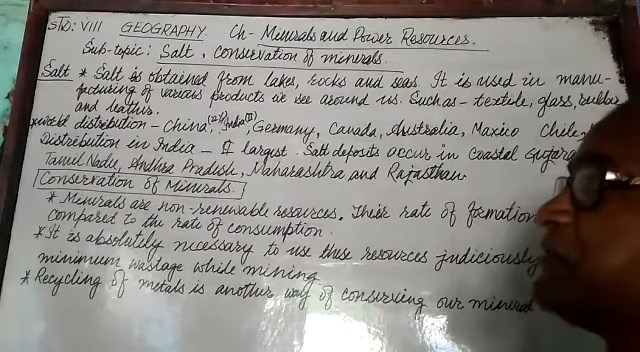 STD: VIII GEOGRAPHY. Ch- Minirals and Power Resources.
Sub-topic: Salt, conservation of minerals.
Salt * Salt is obtained from lakes, rocks and seas. It is used in manu-
facturing of various products we see around us. Such as - textile, glass, rubber
and leathes.
* world distribution - China, India (II), Germany, Canada, Australia, Maxico Chile
Distribution in India - largest. Salt deposits occur in coastal Gujara
Tamil Nadu, Andhra Pradesh, Maharashtra and Rajasthan
Conservation of Minerals.
* Minerals are non-renewable resources. Their rate of formation
compared to the rate of consumption.
* It is absolutely necessary to use these resources judiciously
minimum wastage while mining
* Recycling of metals is another way of conserving our mineral